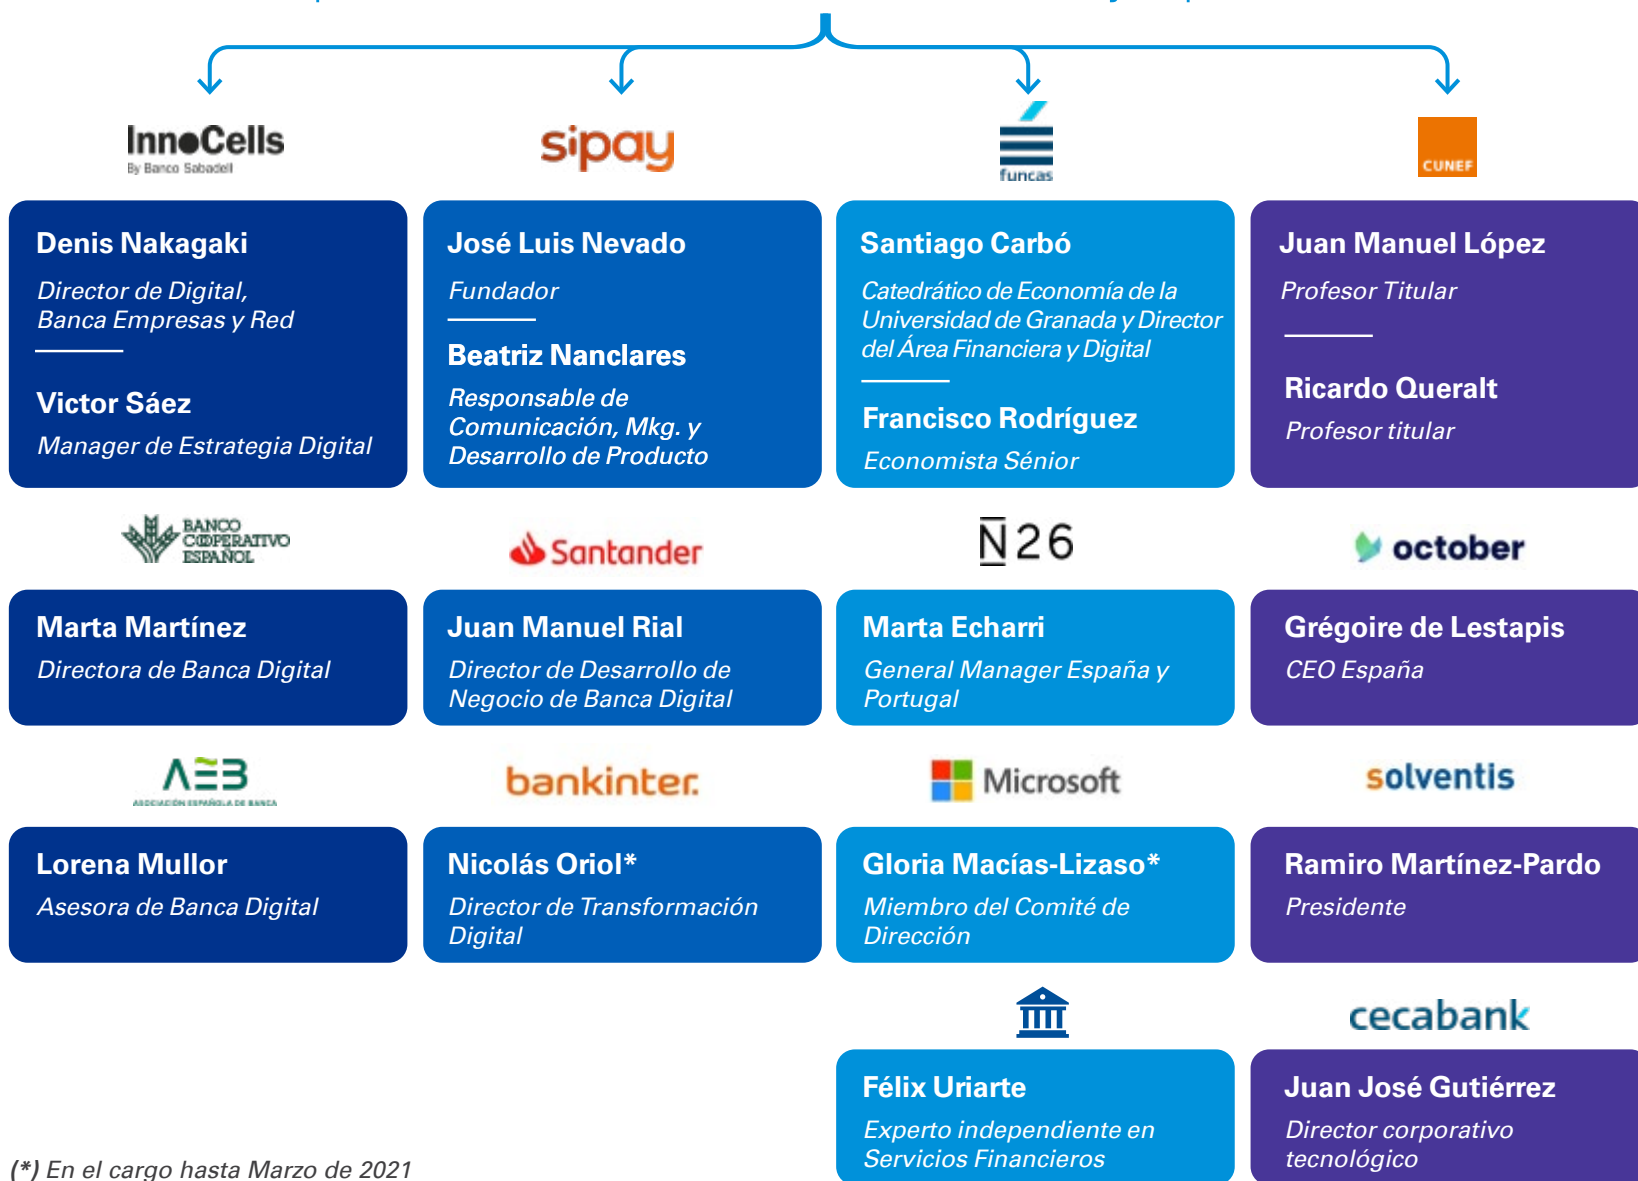 InnoCells
By Banco Sabadell
sipay
funcas
CUNEF
Denis Nakagaki
Director de Digital,
Banca Empresas y Red
Victor Sáez
Manager de Estrategia Digital
José Luis Nevado
Fundador
Beatriz Nanclares
Responsable de
Comunicación, Mkg. y
Desarrollo de Producto
Santiago Carbó
Catedrático de Economía de la
Universidad de Granada y Director
del Área Financiera y Digital
Francisco Rodríguez
Economista Sénior
Juan Manuel López
Profesor Titular
Ricardo Queralt
Profesor titular
BANCO
COOPERATIVO
ESPAÑOL
Santander
N26
october
Marta Martínez
Directora de Banca Digital
Juan Manuel Rial
Director de Desarrollo de
Negocio de Banca Digital
Marta Echarri
General Manager España y
Portugal
Grégoire de Lestapis
CEO España
AEB
ASOCIACIÓN ESPAÑOLA DE BANCA
bankinter.
Microsoft
solventis
Lorena Mullor
Asesora de Banca Digital
Nicolás Oriol*
Director de Transformación
Digital
Gloria Macías-Lizaso*
Miembro del Comité de
Dirección
Ramiro Martínez-Pardo
Presidente
cecabank
Félix Uriarte
Experto independiente en
Servicios Financieros
Juan José Gutiérrez
Director corporativo
tecnológico
(*) En el cargo hasta Marzo de 2021